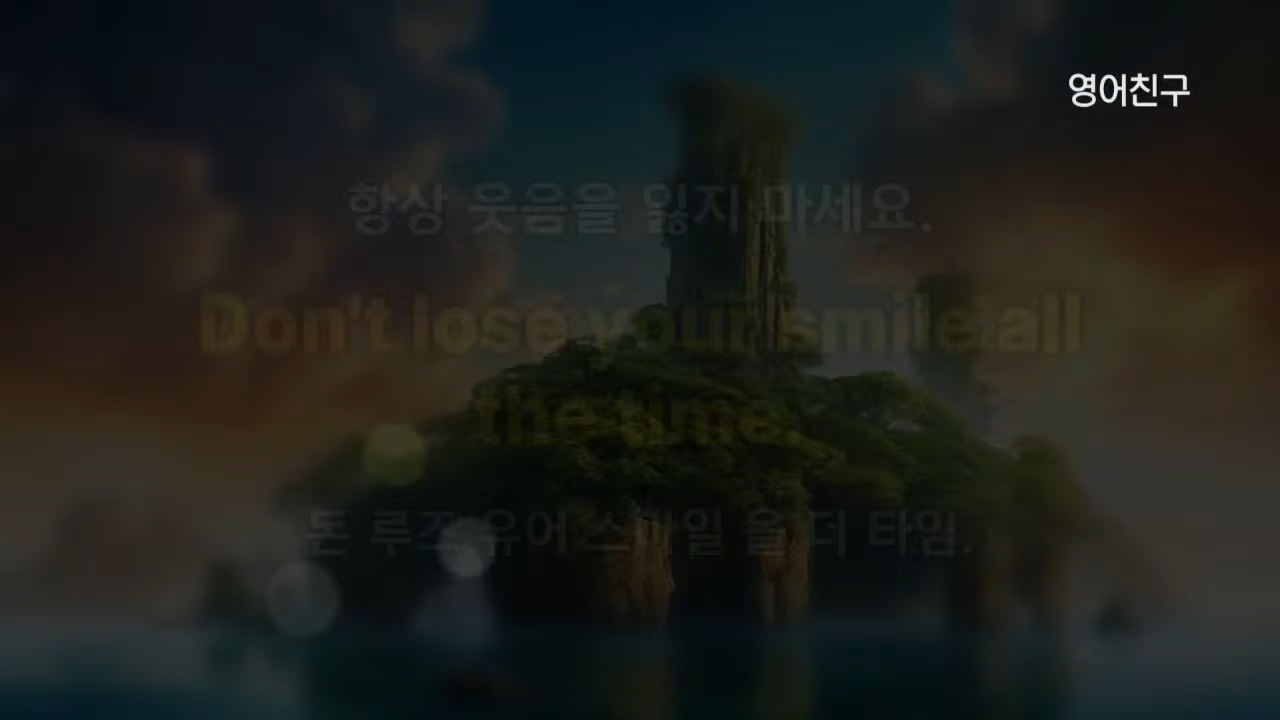 영어친구
항상 웃음을 잃지 마세요.
Don't lose your smile all
the time.
돈 루즈 유어 스마일 올 더 타임.